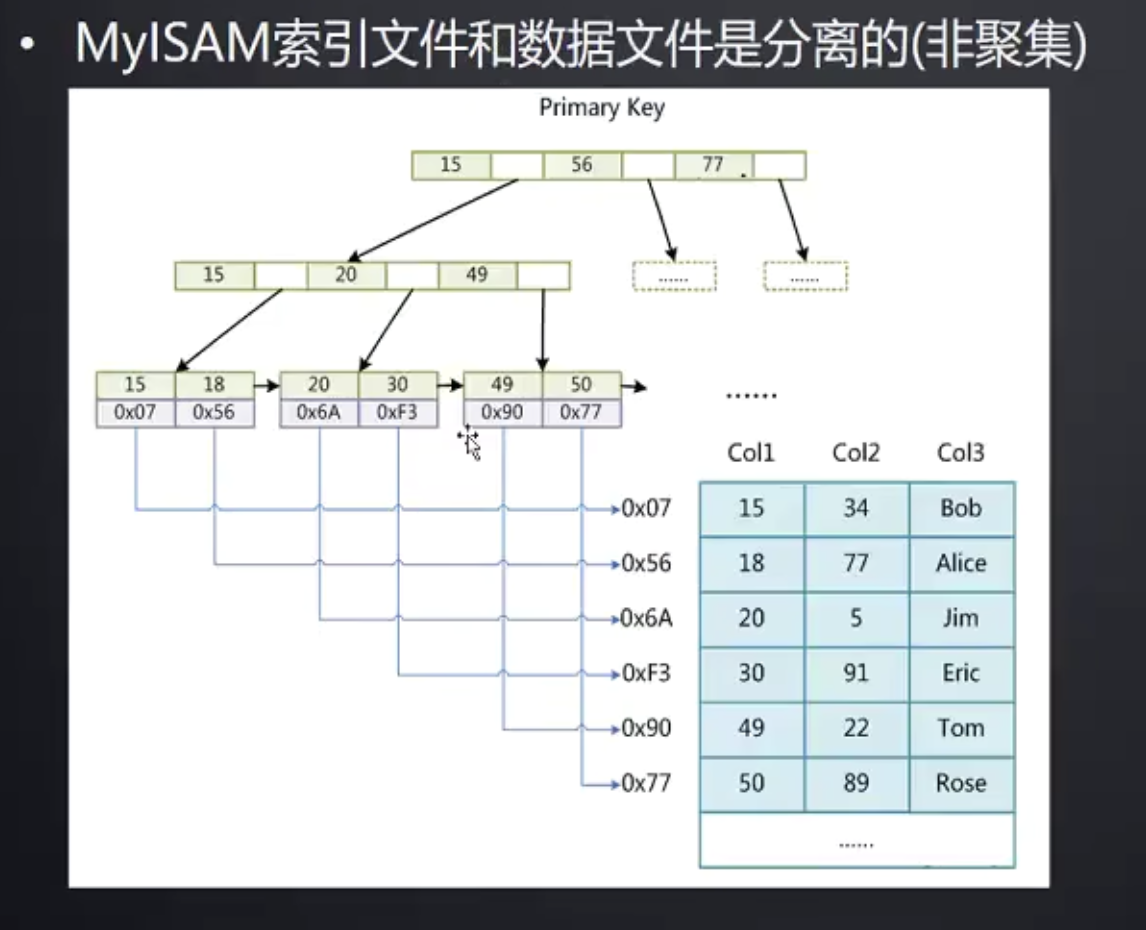 • MyISAM索引文件和数据文件是分离的(非聚集)
Primary Key
15 56 77
15 20 49 ...... ......
15 18 20 30 49 50
0x07 0x56 0x6A 0xF3 0x90 0x77
......
Col1 Col2 Col3
0x07 15 34 Bob
0x56 18 77 Alice
0x6A 20 5 Jim
0xF3 30 91 Eric
0x90 49 22 Tom
0x77 50 89 Rose
......